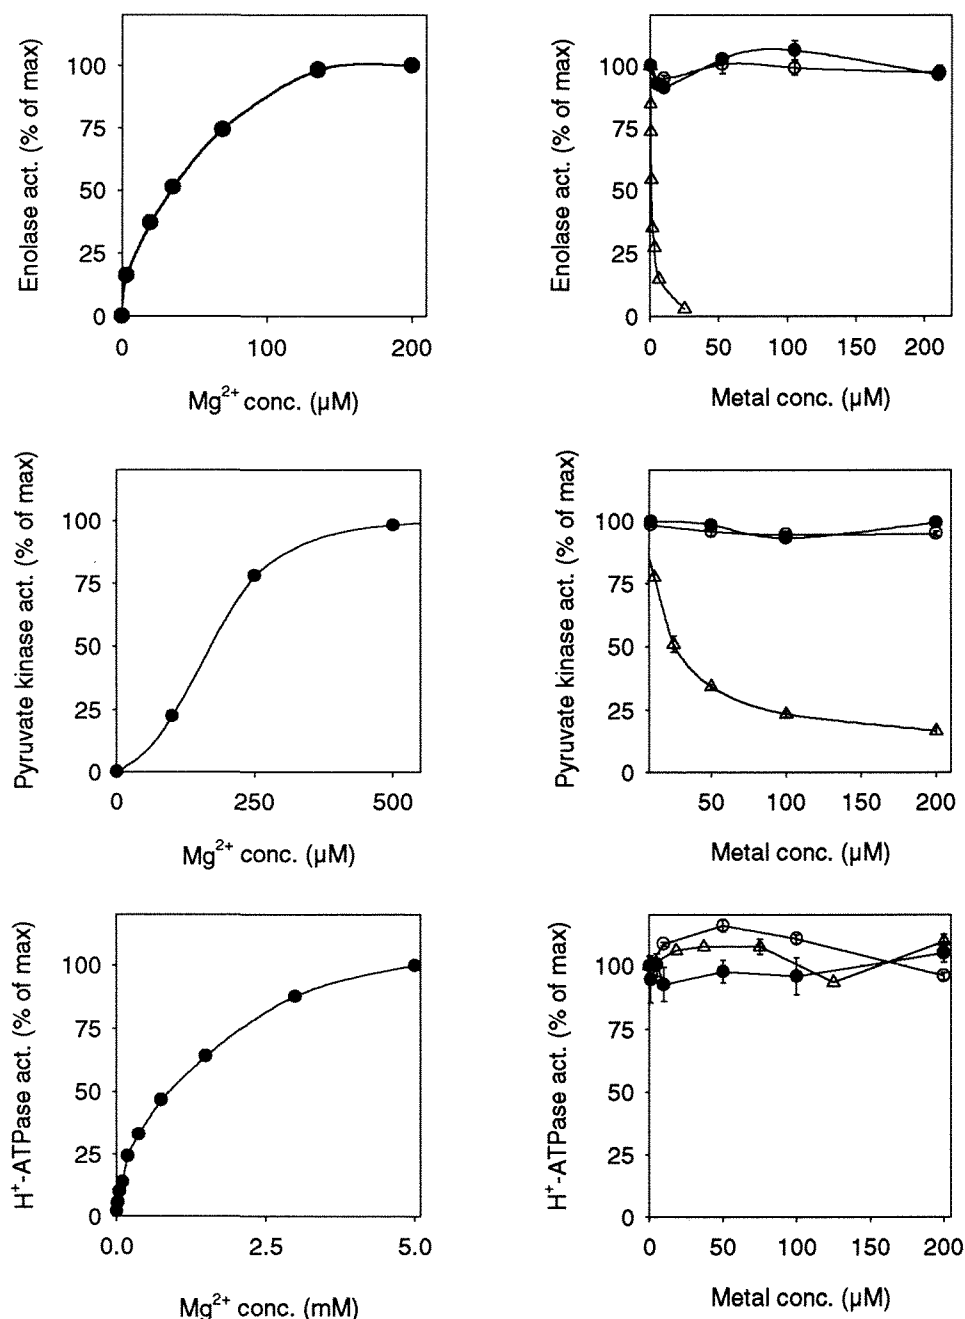 Enolase act. (% of max)
100
75
50
25
0
0 100 200
Mg²⁺ conc. (µM)
Enolase act. (% of max)
100
75
50
25
0
0 50 100 150 200
Metal conc. (µM)
Pyruvate kinase act. (% of max)
100
75
50
25
0
0 250 500
Mg²⁺ conc. (µM)
Pyruvate kinase act. (% of max)
100
75
50
25
0
50 100 150 200
Metal conc. (µM)
H⁺-ATPase act. (% of max)
100
75
50
25
0
0.0 2.5 5.0
Mg²⁺ conc. (mM)
H⁺-ATPase act. (% of max)
100
75
50
25
0
0 50 100 150 200
Metal conc. (µM)